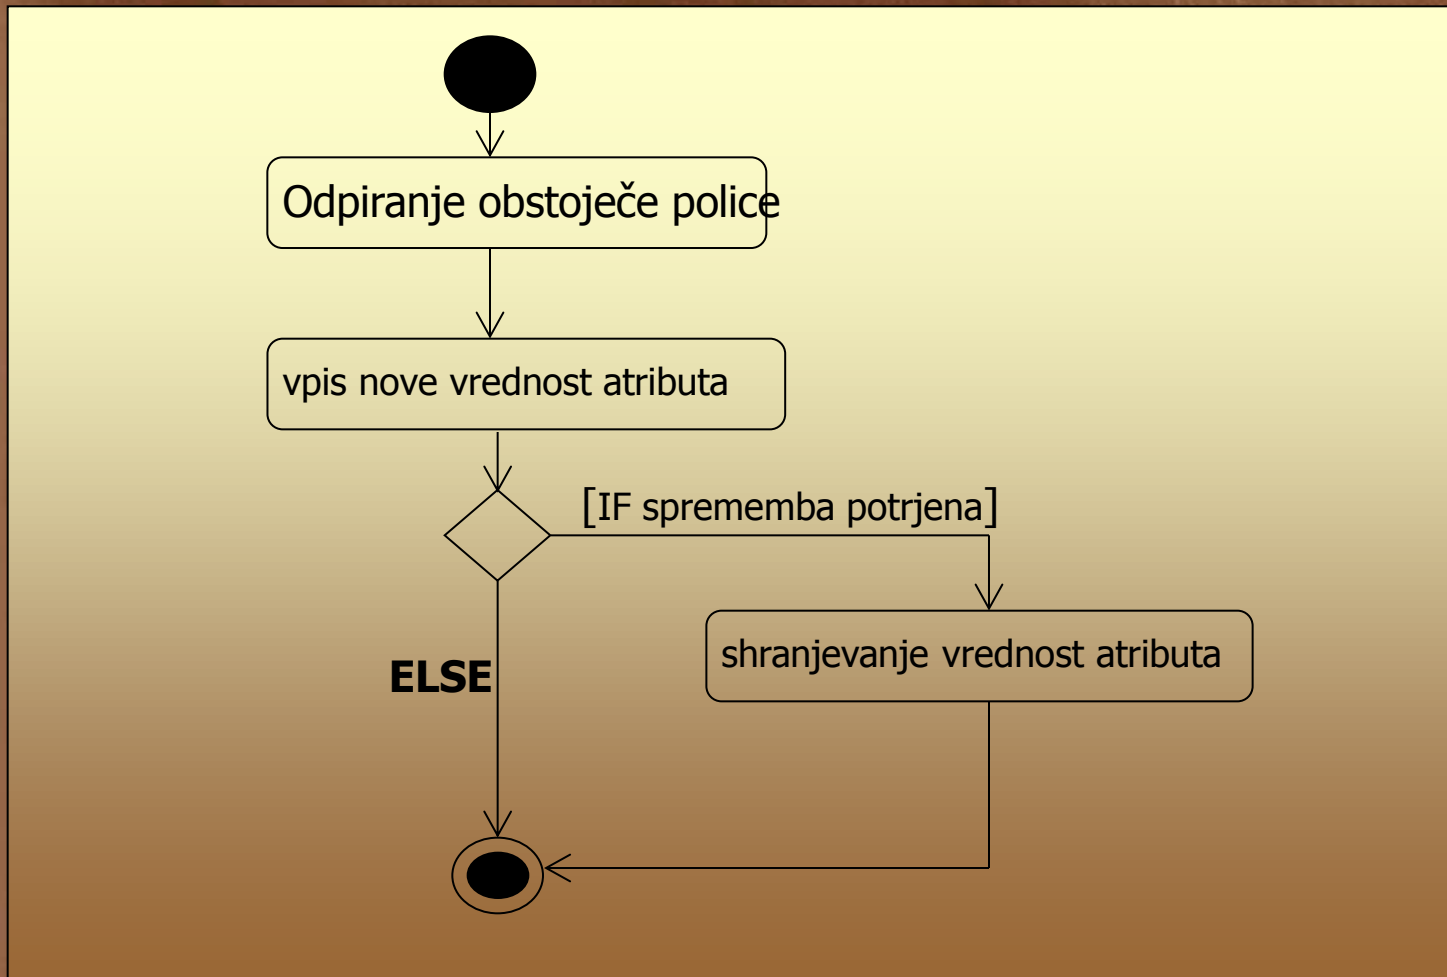 Odpiranje obstoječe police
vpis nove vrednost atributa
[IF sprememba potrjena]
shranjevanje vrednost atributa
ELSE